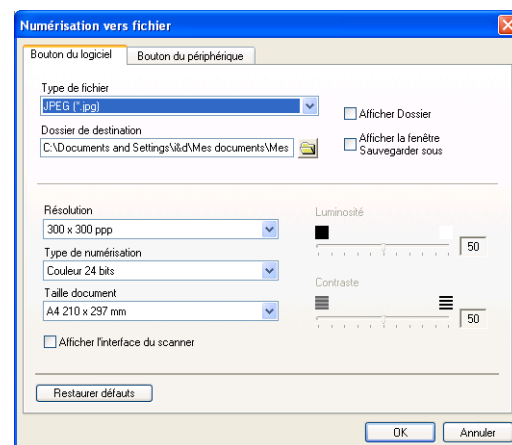 Numérisation vers fichier
Bouton du logiciel
Bouton du périphérique
Type de fichier
JPEG (*.jpg)
Afficher Dossier
Dossier de destination
C:\Documents and Settings\i&d\Mes documents\Mes
Afficher la fenêtre
Sauvegarder sous
Résolution
300 x 300 ppp
Type de numérisation
Couleur 24 bits
Taille document
A4 210 x 297 mm
Afficher l'interface du scanner
Luminosité
50
Contraste
50
Restaurer défauts
OK
Annuler